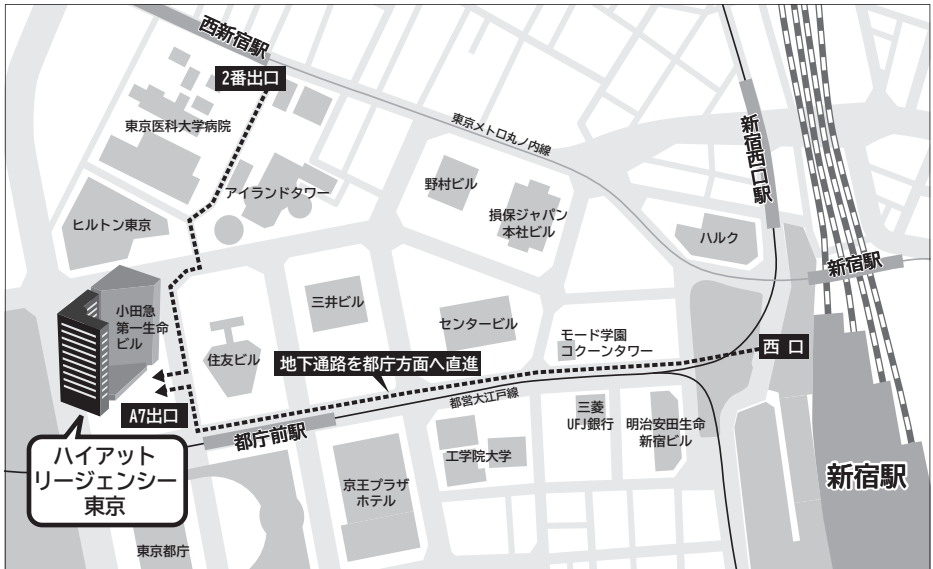 西新宿駅
2番出口
東京医科大学病院
東京メトロ丸ノ内線
新宿西口駅
アイランドタワー
野村ビル
損保ジャパン
本社ビル
ヒルトン東京
ハルク
新宿駅
小田急
第一生命
ビル
三井ビル
センタービル
住友ビル
モード学園
コクーンタワー
西口
地下通路を都庁方面へ直進
A7出口
都営大江戸線
都庁前駅
三菱
UFJ銀行
明治安田生命
新宿ビル
ハイアット
リージェンシー
東京
工学院大学
京王プラザ
ホテル
新宿駅
東京都庁